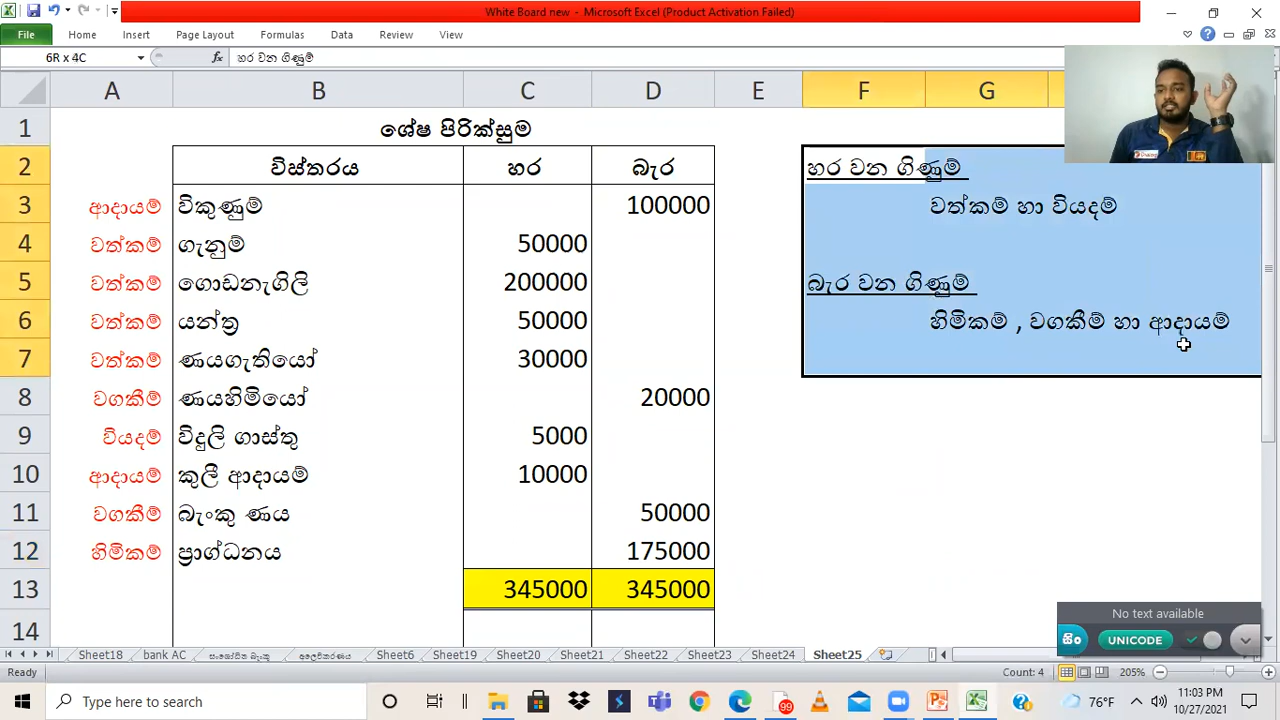 White Board new - Microsoft Excel (Product Activation Failed)
File Home Insert Page Layout Formulas Data Review View
6R x 4C fx හර වන ගිණුම්
A B C D E F G
1 ශේෂ පිරික්සුම
2 විස්තරය හර බැර හර වන ගිණුම්
3 ආදායම් විකුණුම් 100000 වත්කම් හා වියදම්
4 වත්කම් ගැනුම් 50000
5 වත්කම් ගොඩනැගිලි 200000 බැර වන ගිණුම්
6 වත්කම් යන්ත්‍ර 50000 හිමිකම් , වගකීම් හා ආදායම්
7 වත්කම් ණයගැතියෝ 30000
8 වගකීම් ණයහිමියෝ 20000
9 වියදම් විදුලි ගාස්තු 5000
10 ආදායම් කුලී ආදායම් 10000
11 වගකීම් බැංකු ණය 50000
12 හිමිකම් ප්‍රාග්ධනය 175000
13 345000 345000
14
No text available
සිං UNICODE
Sheet18 bank AC සංශෝධිත බැංකු Sheet6 Sheet19 Sheet20 Sheet21 Sheet22 Sheet23 Sheet24 Sheet25
Ready Count: 4 205%
Type here to search 99 76°F 11:03 PM
10/27/2021